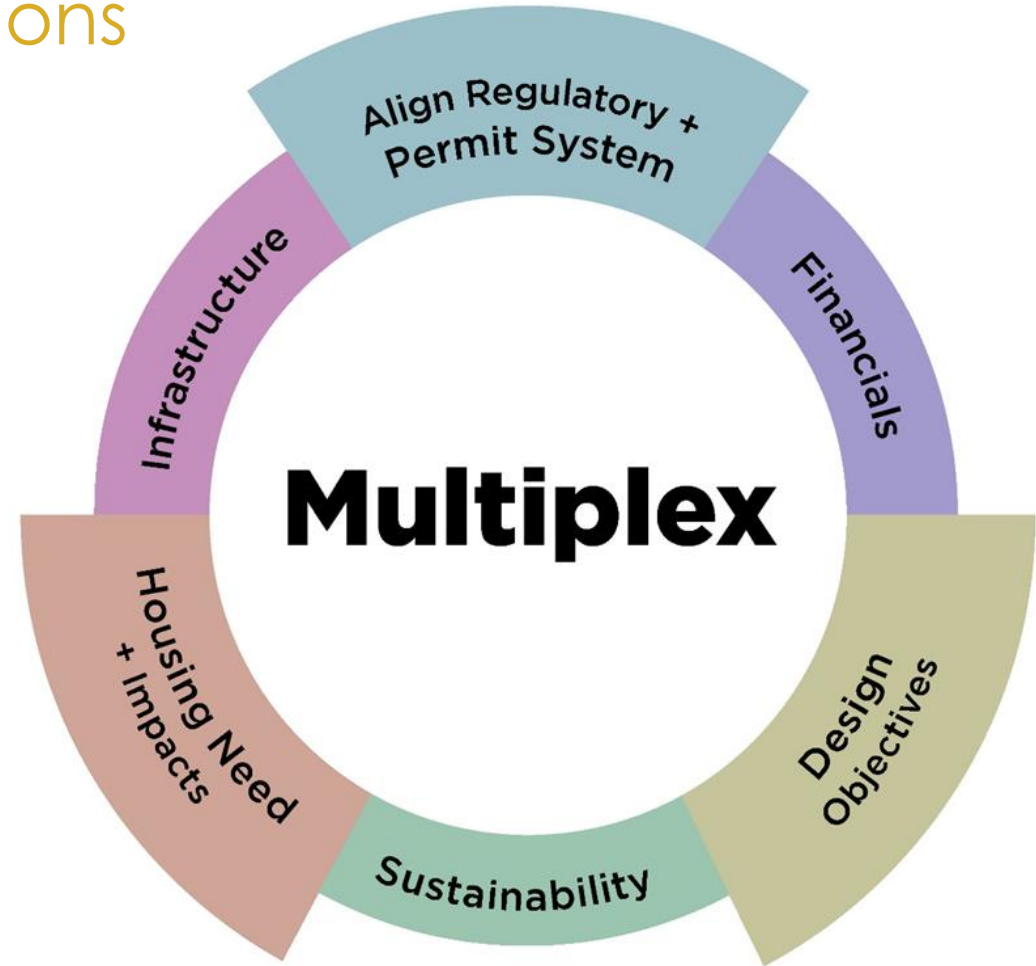 ons
Align Regulatory +
Permit System
Infrastructure
Financials
Multiplex
Housing Need
+ Impacts
Design
Objectives
Sustainability